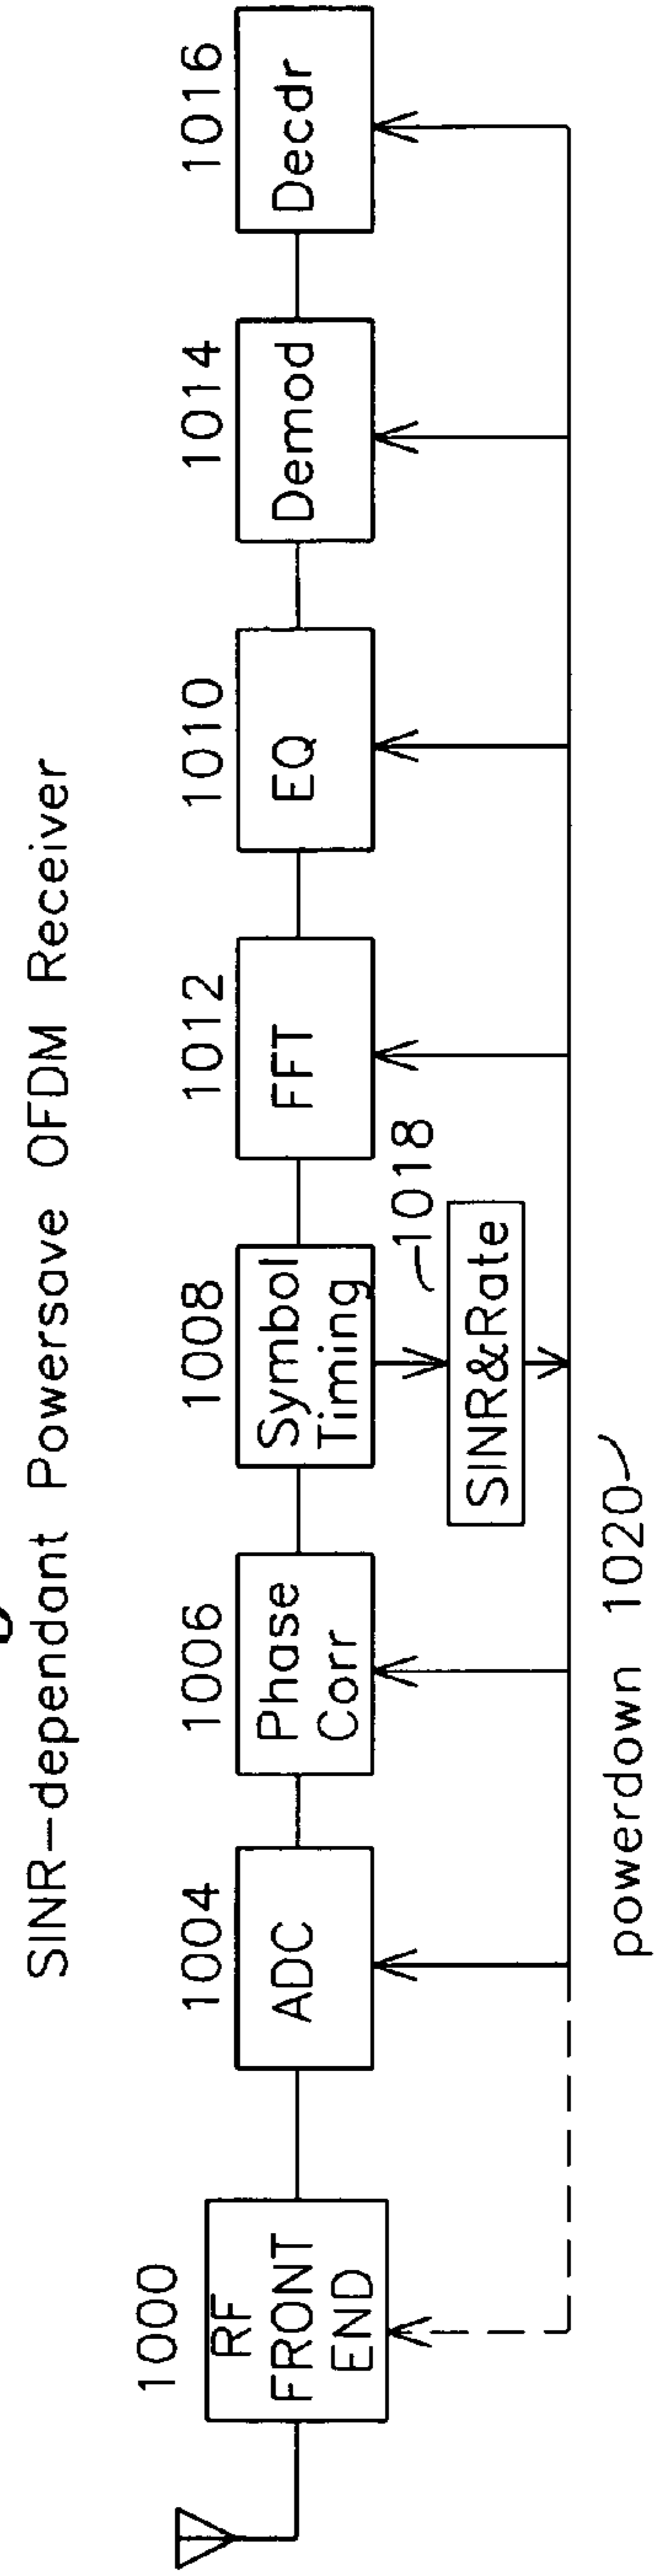 SINR-dependant Powersave OFDM Receiver
1000
RF
FRONT
END
1004
ADC
1006
Phase
Corr
1008
Symbol
Timing
1012
FFT
1010
EQ
1014
Demod
1016
Decdr
1018
SINR&Rate
powerdown 1020